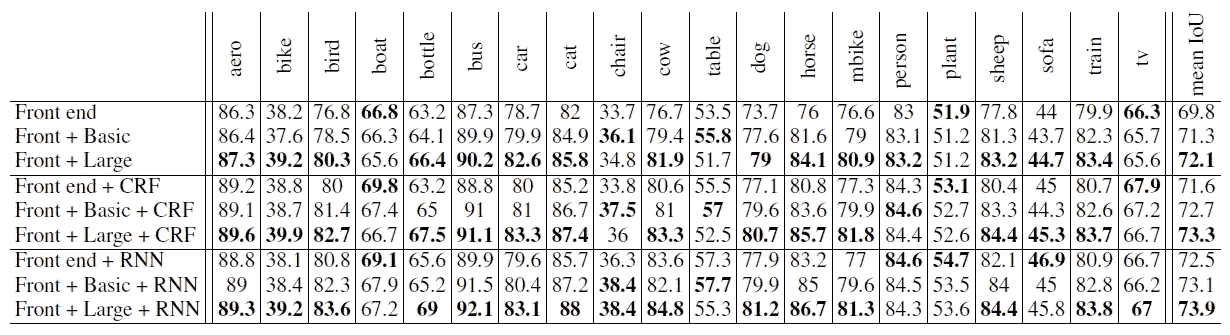 aero bike bird boat bottle bus car cat chair cow table dog horse mbike person plant sheep sofa train tv mean IoU
Front end 86.3 38.2 76.8 66.8 63.2 87.3 78.7 82 33.7 76.7 53.5 73.7 76 76.6 83 51.9 77.8 44 79.9 66.3 69.8
Front + Basic 86.4 37.6 78.5 66.3 64.1 89.9 79.9 84.9 36.1 79.4 55.8 77.6 81.6 79 83.1 51.2 81.3 43.7 82.3 65.7 71.3
Front + Large 87.3 39.2 80.3 65.6 66.4 90.2 82.6 85.8 34.8 81.9 51.7 79 84.1 80.9 83.2 51.2 83.2 44.7 83.4 65.6 72.1
Front end + CRF 89.2 38.8 80 69.8 63.2 88.8 80 85.2 33.8 80.6 55.5 77.1 80.8 77.3 84.3 53.1 80.4 45 80.7 67.9 71.6
Front + Basic + CRF 89.1 38.7 81.4 67.4 65 91 81 86.7 37.5 81 57 79.6 83.6 79.9 84.6 52.7 83.3 44.3 82.6 67.2 72.7
Front + Large + CRF 89.6 39.9 82.7 66.7 67.5 91.1 83.3 87.4 36 83.3 52.5 80.7 85.7 81.8 84.4 52.6 84.4 45.3 83.7 66.7 73.3
Front end + RNN 88.8 38.1 80.8 69.1 65.6 89.9 79.6 85.7 36.3 83.6 57.3 77.9 83.2 77 84.6 54.7 82.1 46.9 80.9 66.7 72.5
Front + Basic + RNN 89 38.4 82.3 67.9 65.2 91.5 80.4 87.2 38.4 82.1 57.7 79.9 85 79.6 84.5 53.5 84 45 82.8 66.2 73.1
Front + Large + RNN 89.3 39.2 83.6 67.2 69 92.1 83.1 88 38.4 84.8 55.3 81.2 86.7 81.3 84.3 53.6 84.4 45.8 83.8 67 73.9